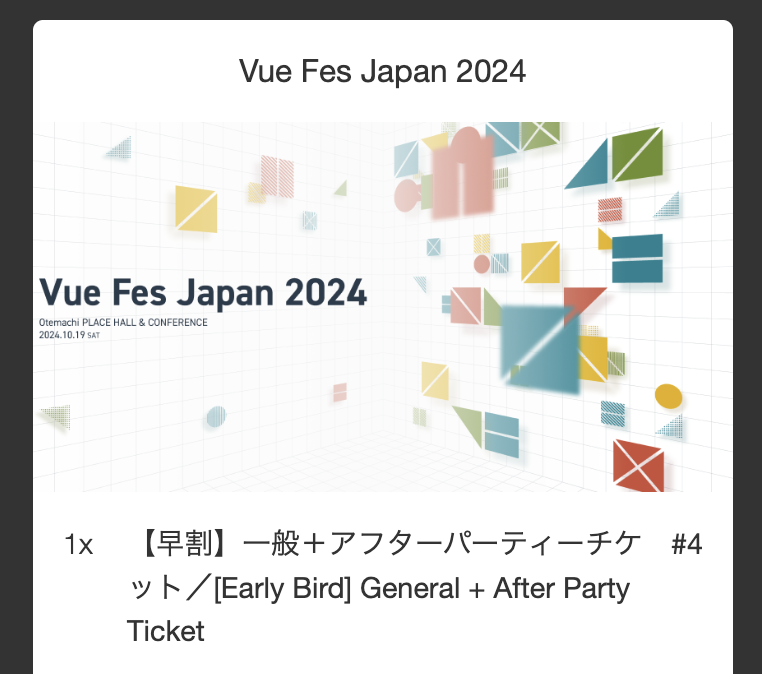 Vue Fes Japan 2024
Vue Fes Japan 2024
Otemachi PLACE HALL & CONFERENCE
2024.10.19 SAT
1x 【早割】一般＋アフターパーティーチケ #4
ット／[Early Bird] General + After Party
Ticket